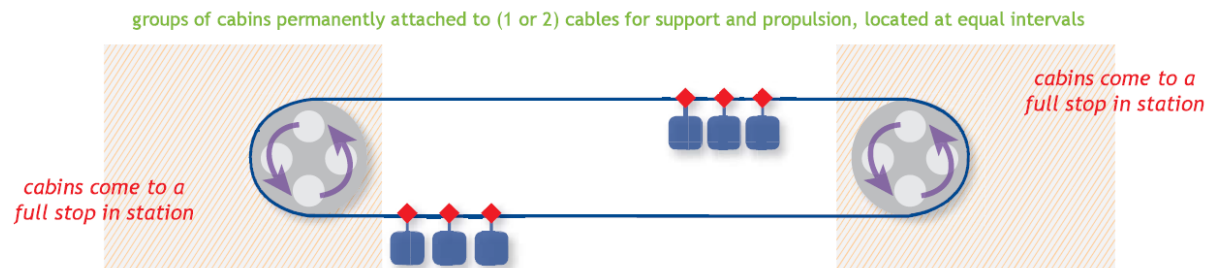 groups of cabins permanently attached to (1 or 2) cables for support and propulsion, located at equal intervals
cabins come to a
full stop in station
cabins come to a
full stop in station